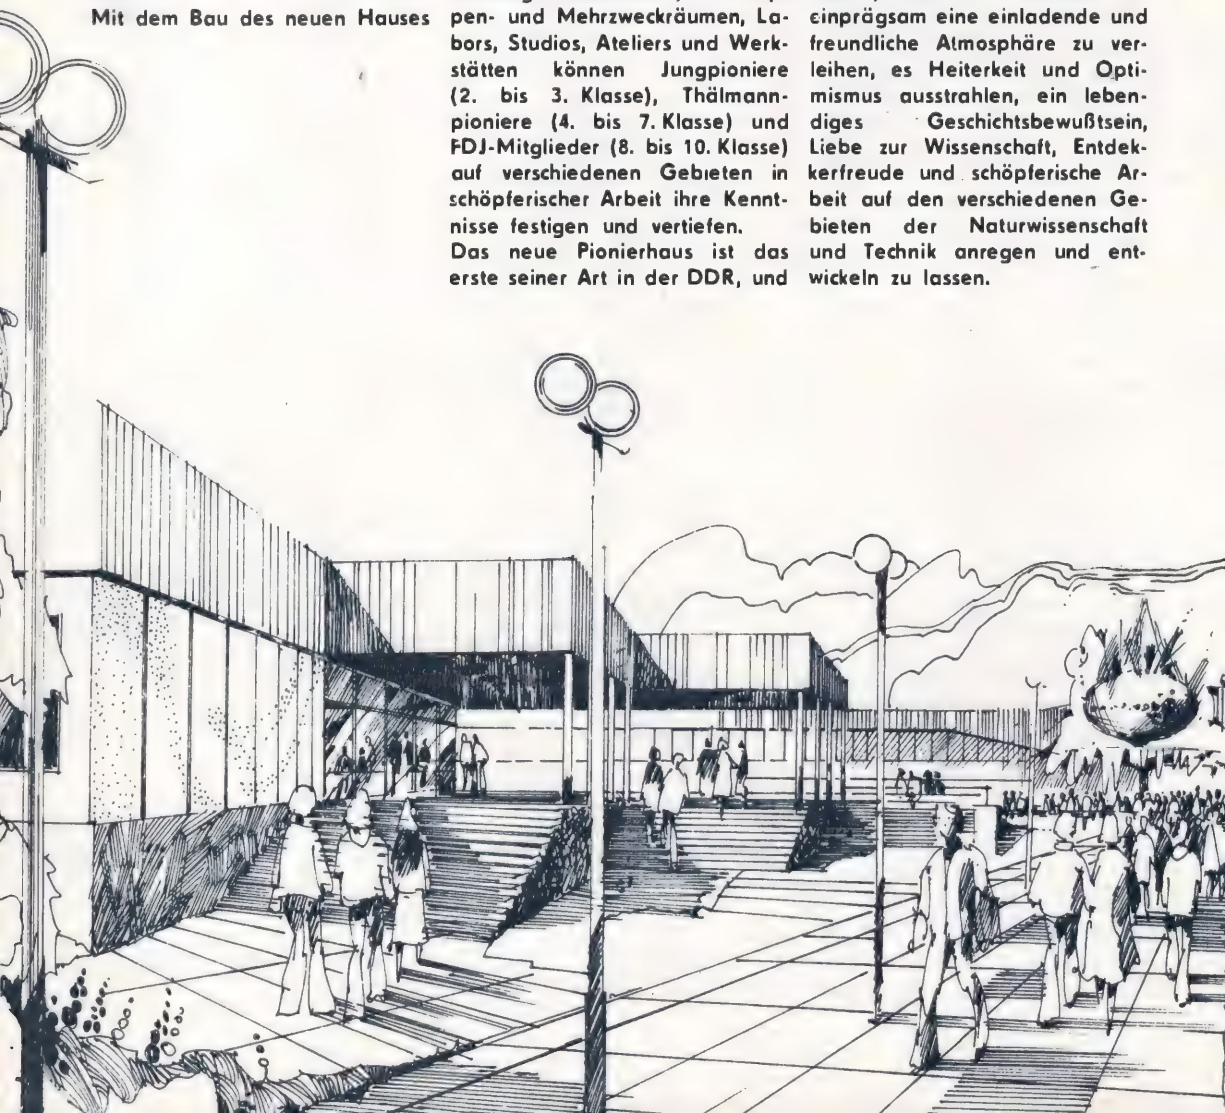 Mit dem Bau des neuen Hauses
pen- und Mehrzweckräumen, La-
bors, Studios, Ateliers und Werk-
stätten können Jungpioniere
(2. bis 3. Klasse), Thälmann-
pioniere (4. bis 7. Klasse) und
FDJ-Mitglieder (8. bis 10. Klasse)
auf verschiedenen Gebieten in
schöpferischer Arbeit ihre Kennt-
nisse festigen und vertiefen.
Das neue Pionierhaus ist das
erste seiner Art in der DDR, und
einprägsam eine einladende und
freundliche Atmosphäre zu ver-
leihen, es Heiterkeit und Opti-
mismus ausstrahlen, ein leben-
diges Geschichtsbewußtsein,
Liebe zur Wissenschaft, Entdek-
kerfreude und schöpferische Ar-
beit auf den verschiedenen Ge-
bieten der Naturwissenschaft
und Technik anregen und ent-
wickeln zu lassen.